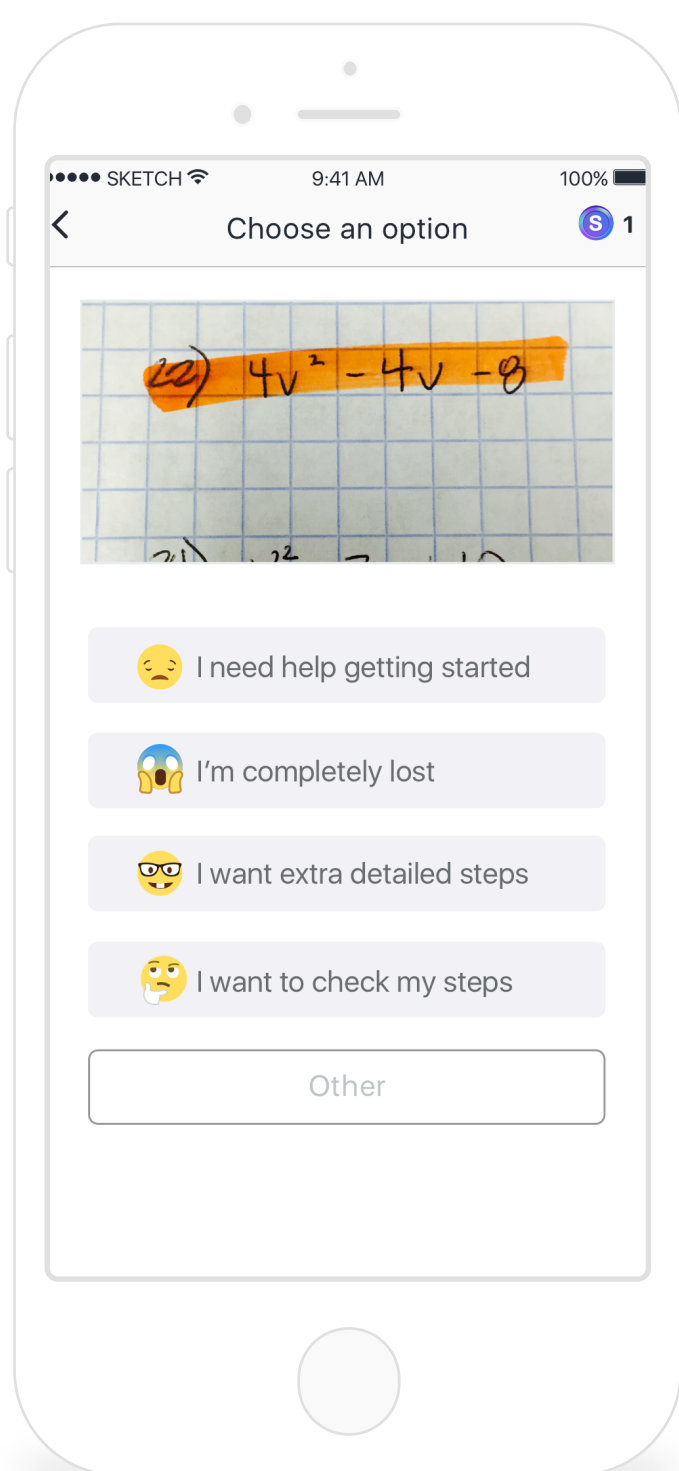 SKETCH 9:41 AM 100%
Choose an option S 1
22) 4v² - 4v - 8
I need help getting started
I'm completely lost
I want extra detailed steps
I want to check my steps
Other